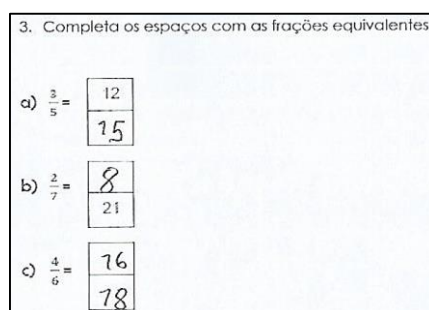 3. Completa os espaços com as frações equivalentes
a) 3/5 = 12/15
b) 2/7 = 8/21
c) 4/6 = 16/18